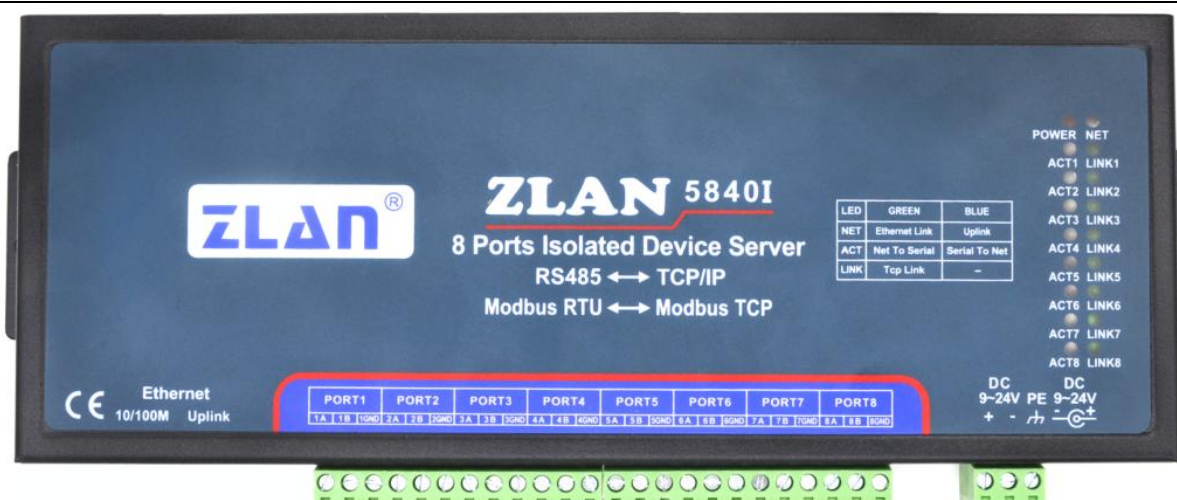 ZLAN®
ZLAN 5840I
8 Ports Isolated Device Server
RS485 ⟷ TCP/IP
Modbus RTU ⟷ Modbus TCP
LED GREEN BLUE
NET Ethernet Link Uplink
ACT Net To Serial Serial To Net
LINK Tcp Link –
POWER NET
ACT1 LINK1
ACT2 LINK2
ACT3 LINK3
ACT4 LINK4
ACT5 LINK5
ACT6 LINK6
ACT7 LINK7
ACT8 LINK8
CE
Ethernet
10/100M Uplink
PORT1 PORT2 PORT3 PORT4 PORT5 PORT6 PORT7 PORT8
1A 1B 1GND 2A 2B 2GND 3A 3B 3GND 4A 4B 4GND 5A 5B 5GND 6A 6B 6GND 7A 7B 7GND 8A 8B 8GND
DC DC
9~24V PE 9~24V
+ - - +